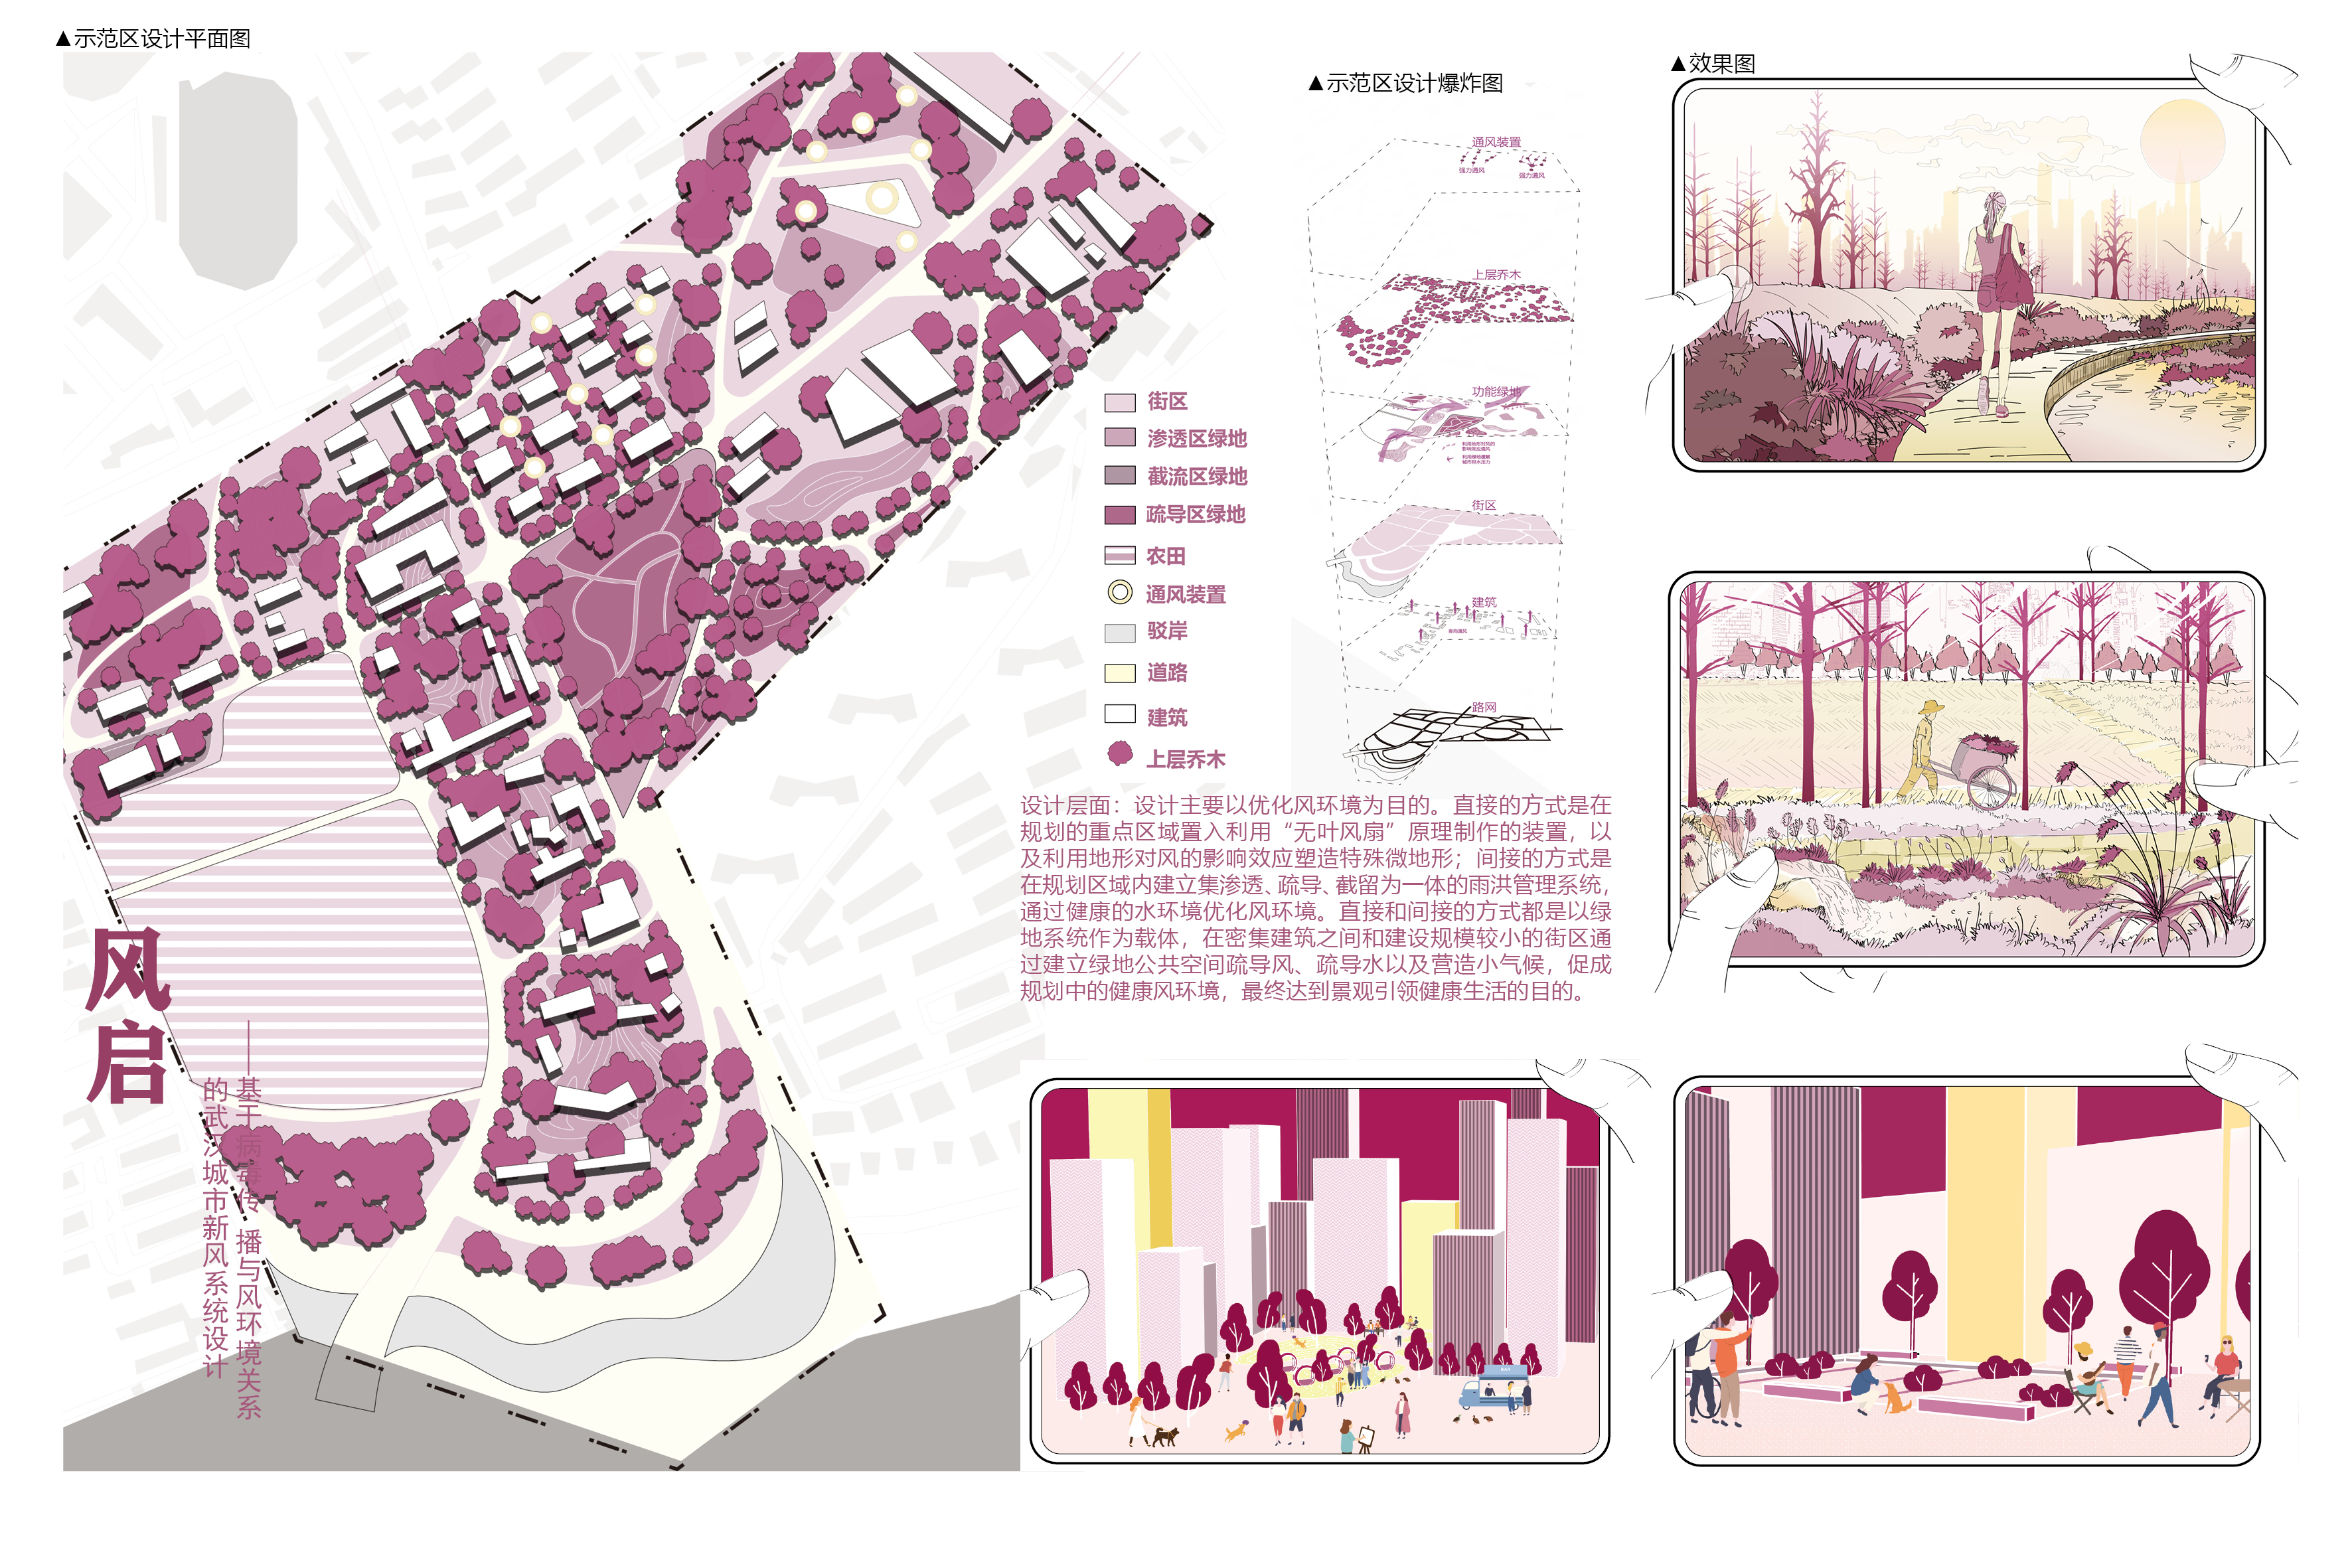 ▲示范区设计平面图
风启
——基于病毒传 播与风环境关系
的武汉城市新风系统设计
街区
渗透区绿地
截流区绿地
疏导区绿地
农田
通风装置
驳岸
道路
建筑
上层乔木
▲示范区设计爆炸图
通风装置
强力通风
强力通风
上层乔木
功能绿地
街区
建筑
路网
设计层面：设计主要以优化风环境为目的。直接的方式是在
规划的重点区域置入利用“无叶风扇”原理制作的装置，以
及利用地形对风的影响效应塑造特殊微地形；间接的方式是
在规划区域内建立集渗透、疏导、截留为一体的雨洪管理系统，
通过健康的水环境优化风环境。直接和间接的方式都是以绿
地系统作为载体，在密集建筑之间和建设规模较小的街区通
过建立绿地公共空间疏导风、疏导水以及营造小气候，促成
规划中的健康风环境，最终达到景观引领健康生活的目的。
▲效果图